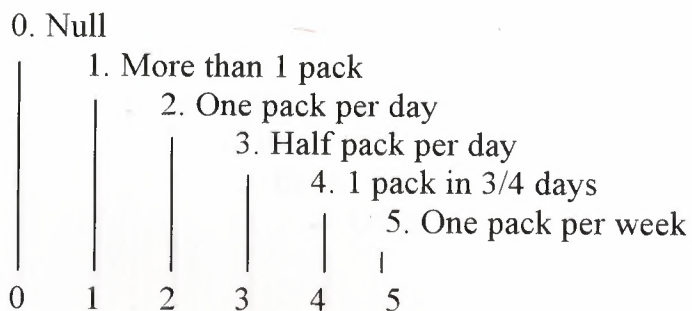 0. Null
1. More than 1 pack
2. One pack per day
3. Half pack per day
4. 1 pack in 3/4 days
5. One pack per week
0 1 2 3 4 5